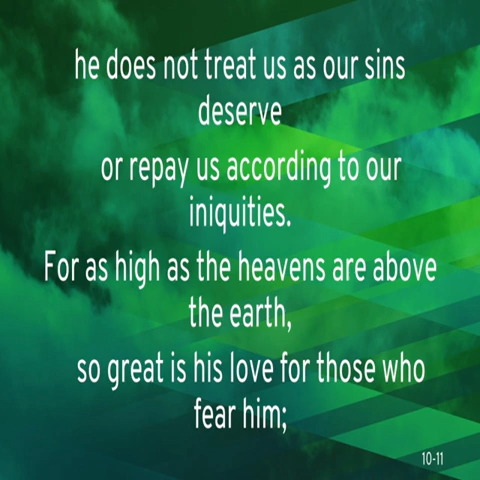 he does not treat us as our sins
deserve
or repay us according to our
iniquities.
For as high as the heavens are above
the earth,
so great is his love for those who
fear him;
10-11